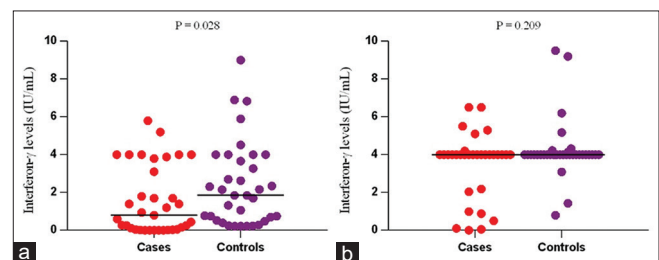 P = 0.028
Interferon-γ levels (IU/mL)
10
8
6
4
2
0
Cases
Controls
a
P = 0.209
Interferon-γ levels (IU/mL)
10
8
6
4
2
0
Cases
Controls
b